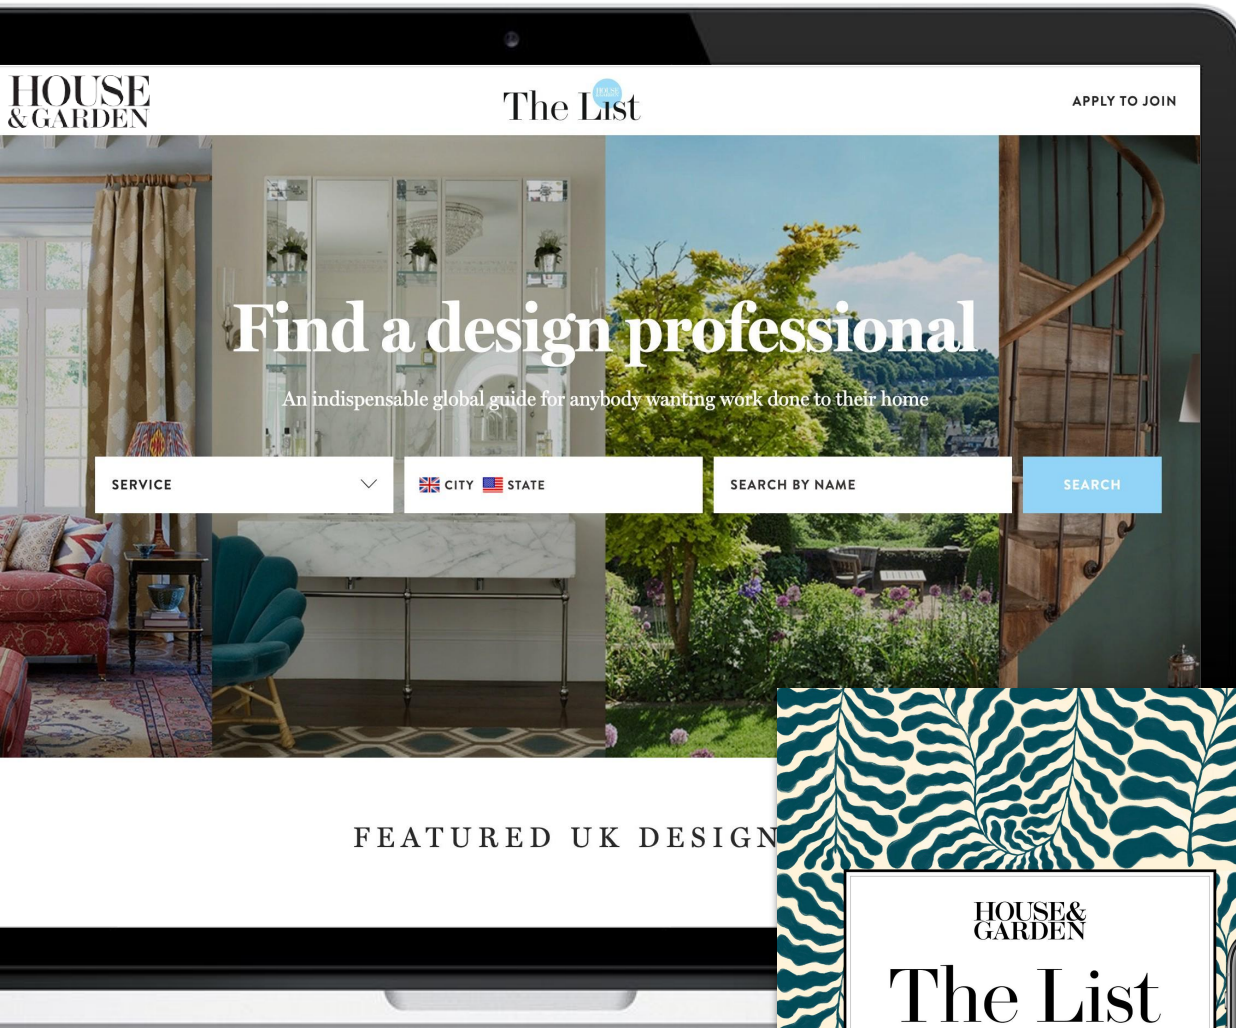 HOUSE
& GARDEN
The List
APPLY TO JOIN
Find a design professional
An indispensable global guide for anybody wanting work done to their home
SERVICE
CITY STATE
SEARCH BY NAME
SEARCH
FEATURED UK DESIGN
HOUSE&
GARDEN
The List